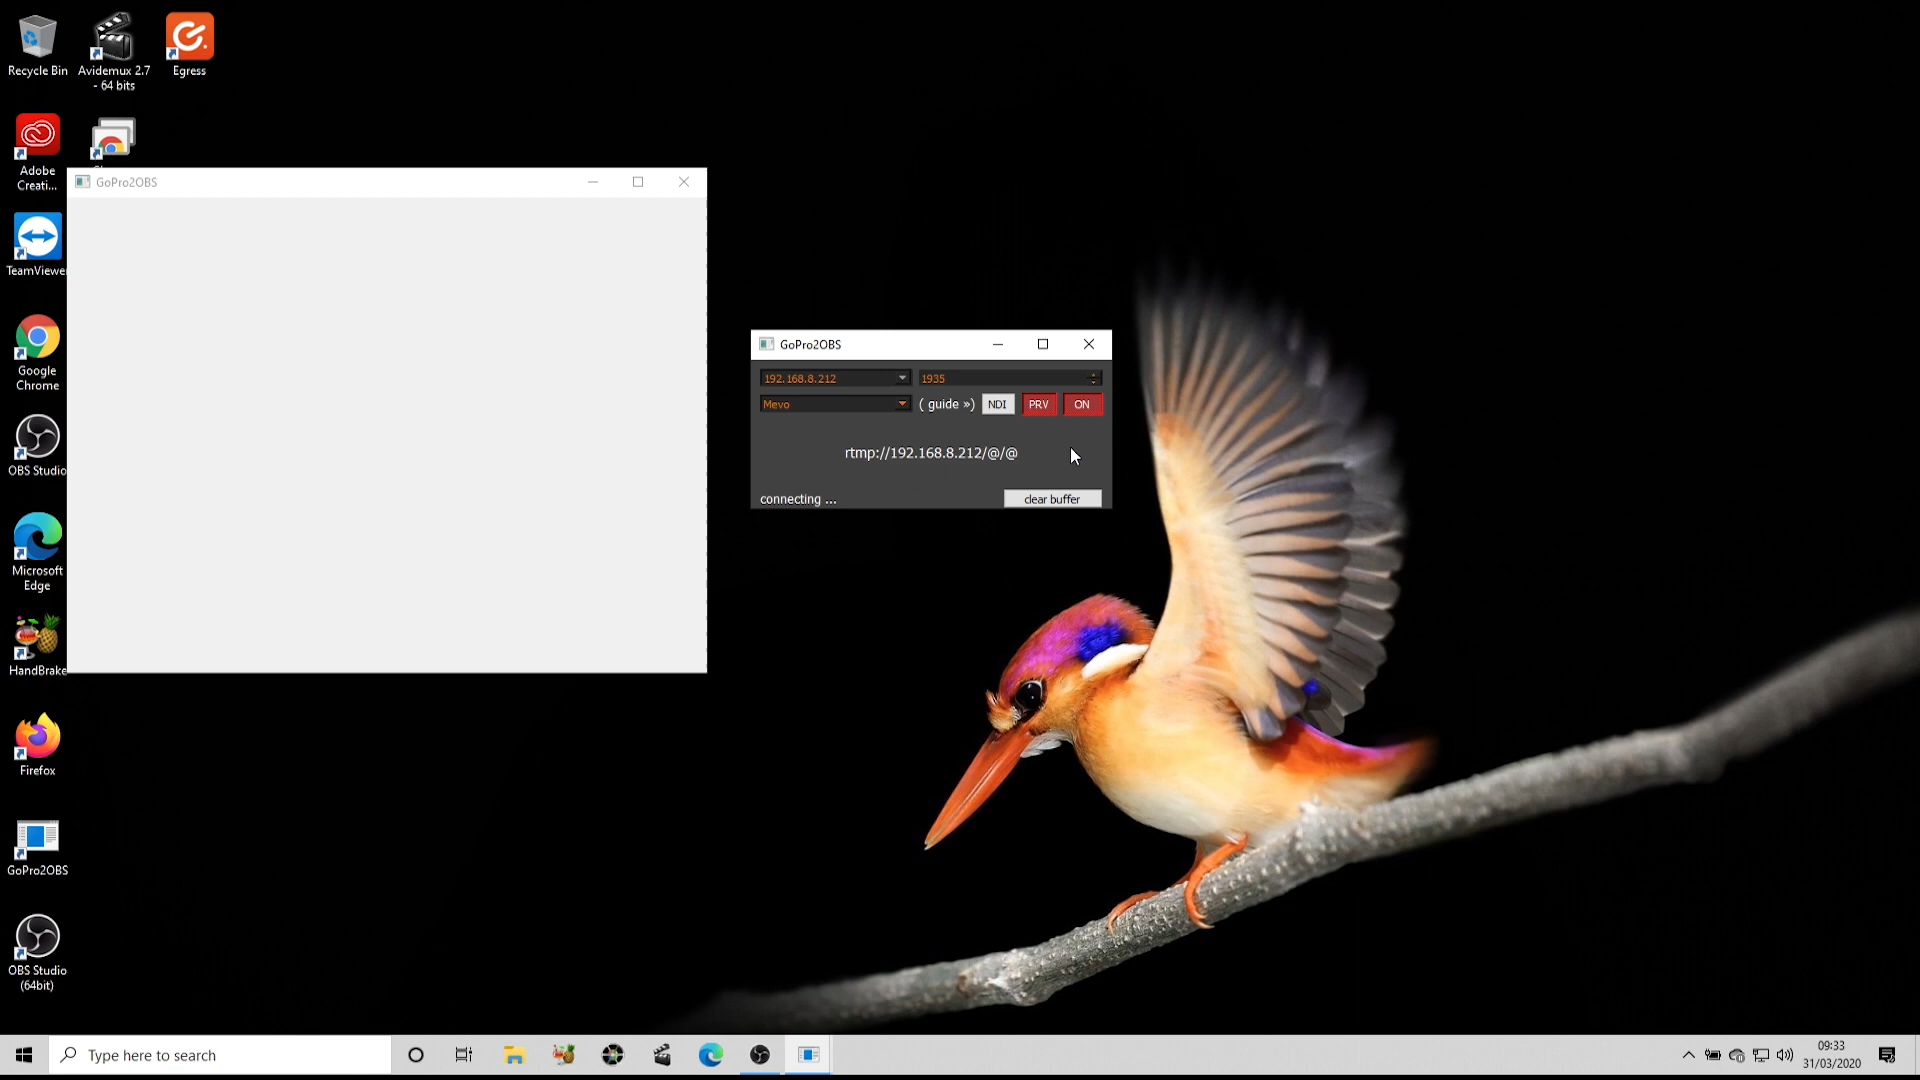 Recycle Bin
Avidemux 2.7
- 64 bits
Egress
Adobe
Creati...
GoPro2OBS
TeamViewer
Google
Chrome
OBS Studio
Microsoft
Edge
HandBrake
Firefox
GoPro2OBS
OBS Studio
(64bit)
GoPro2OBS
192.168.8.212
1935
Mevo
( guide »)
NDI
PRV
ON
rtmp://192.168.8.212/@/@
connecting ...
clear buffer
Type here to search
09:33
31/03/2020